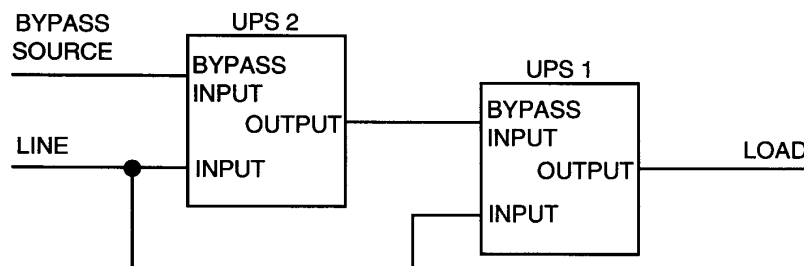 BYPASS
SOURCE
UPS 2
BYPASS
INPUT
OUTPUT
LINE
INPUT
UPS 1
BYPASS
INPUT
OUTPUT
LOAD
INPUT